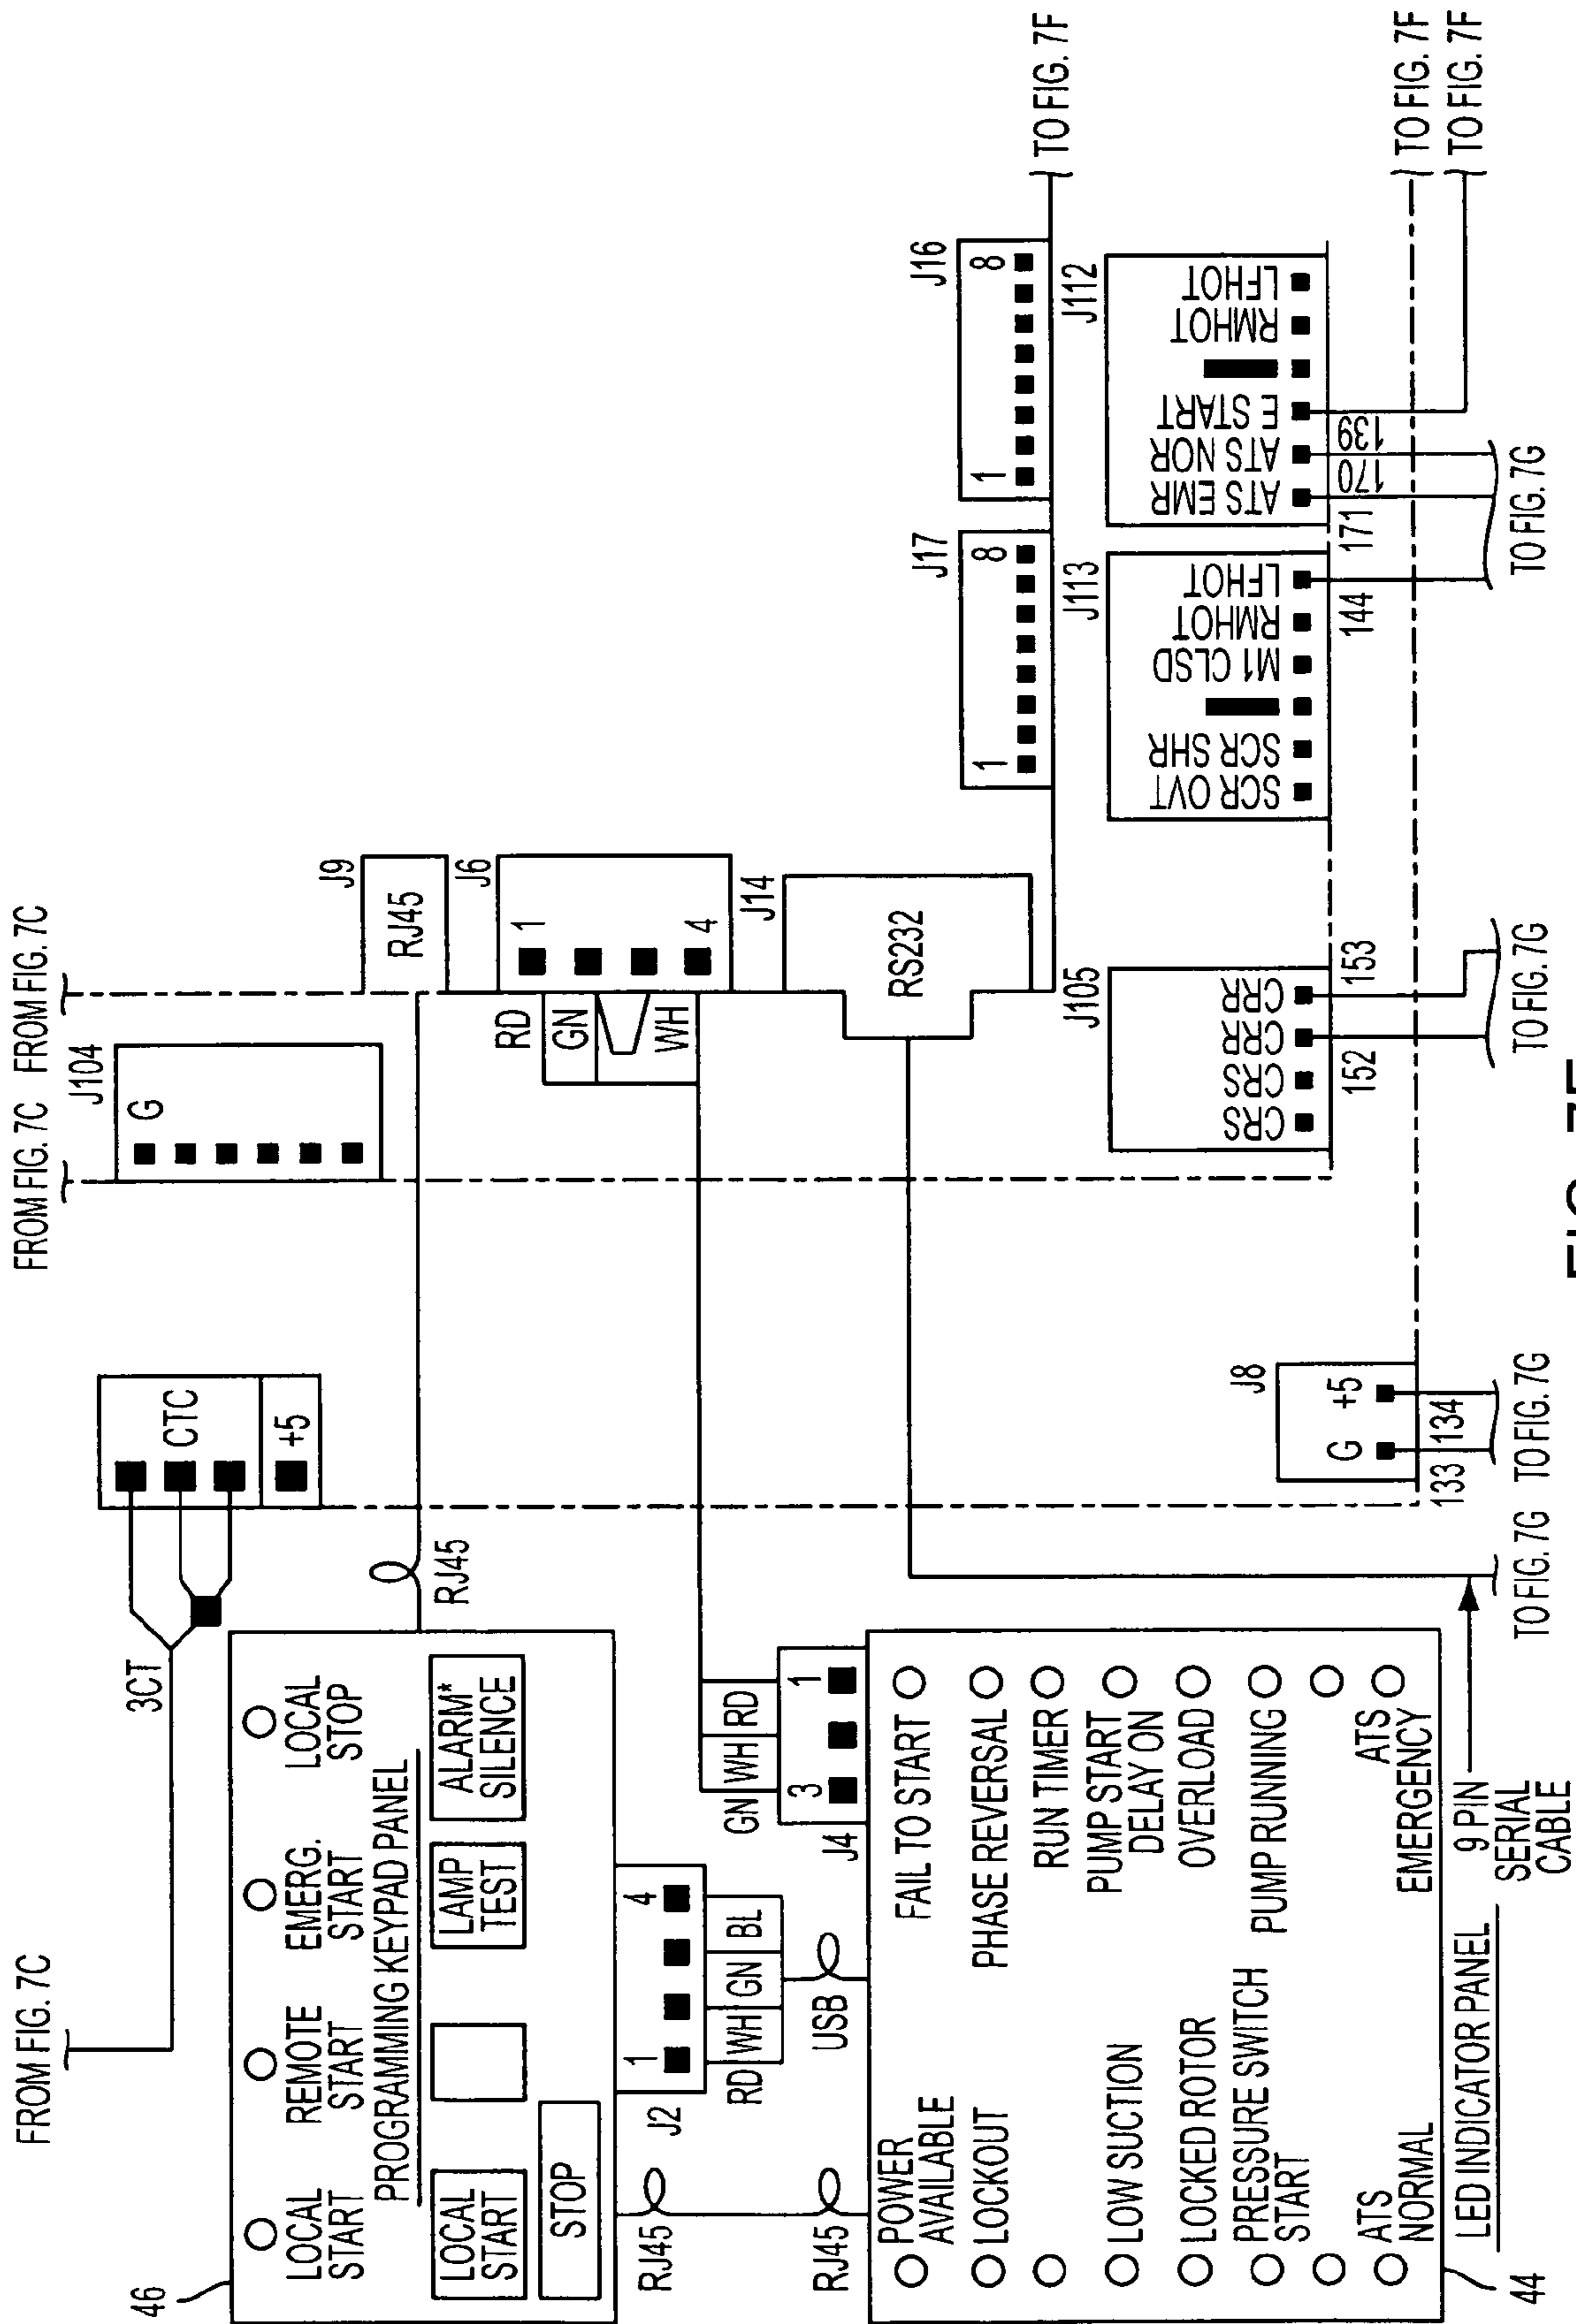 FROM FIG. 7C
FROM FIG. 7C
FROM FIG. 7C
46
LOCAL
START
REMOTE
START
EMERG.
START
LOCAL
STOP
PROGRAMMING KEYPAD PANEL
LOCAL
START
LAMP
TEST
ALARM*
SILENCE
STOP
3CT
CTC
+5
J104
G
RJ45
J9
RJ45
J6
1
4
RD
GN
WH
J14
RS232
J2
1
4
RD
WH
GN
BL
USB
RJ45
RJ45
J4
3
1
GN
WH
RD
POWER
AVAILABLE
LOCKOUT
LOW SUCTION
LOCKED ROTOR
PRESSURE SWITCH
START
ATS
NORMAL
FAIL TO START
PHASE REVERSAL
RUN TIMER
PUMP START
DELAY ON
OVERLOAD
PUMP RUNNING
ATS
EMERGENCY
LED INDICATOR PANEL
44
9 PIN
SERIAL
CABLE
TO FIG. 7G
J8
G
+5
133
134
TO FIG. 7G
J105
CRS
CRS
CRR
CRR
152
153
TO FIG. 7G
J17
1
8
J16
1
8
TO FIG. 7F
J113
SCR OVT
SCR SHR
M1 CLSD
RMHOT
LFHOT
144
J112
ATS EMR
ATS NOR
E START
RMHOT
LFHOT
171
170
139
TO FIG. 7G
TO FIG. 7F
TO FIG. 7F